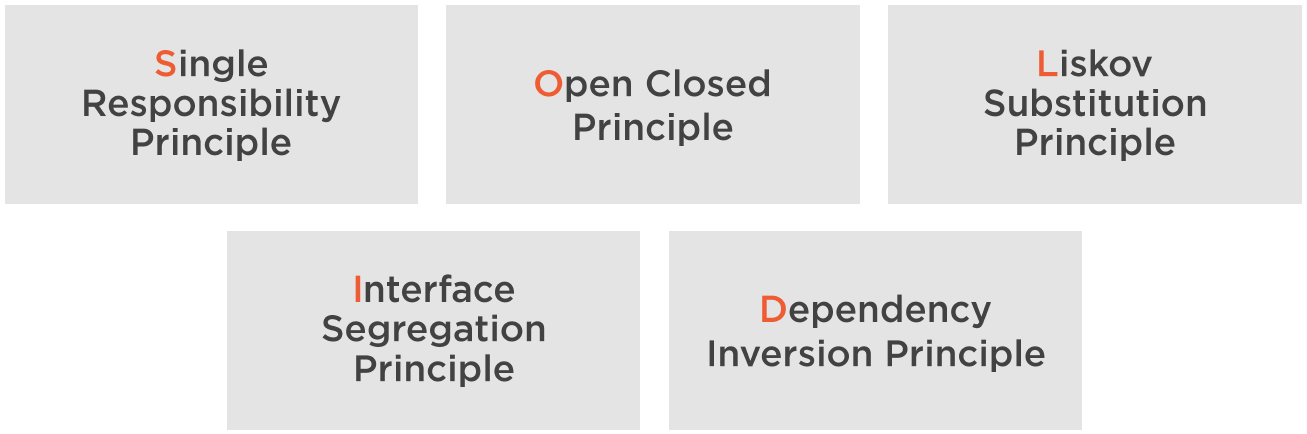 Single
Responsibility
Principle
Open Closed
Principle
Liskov
Substitution
Principle
Interface
Segregation
Principle
Dependency
Inversion Principle